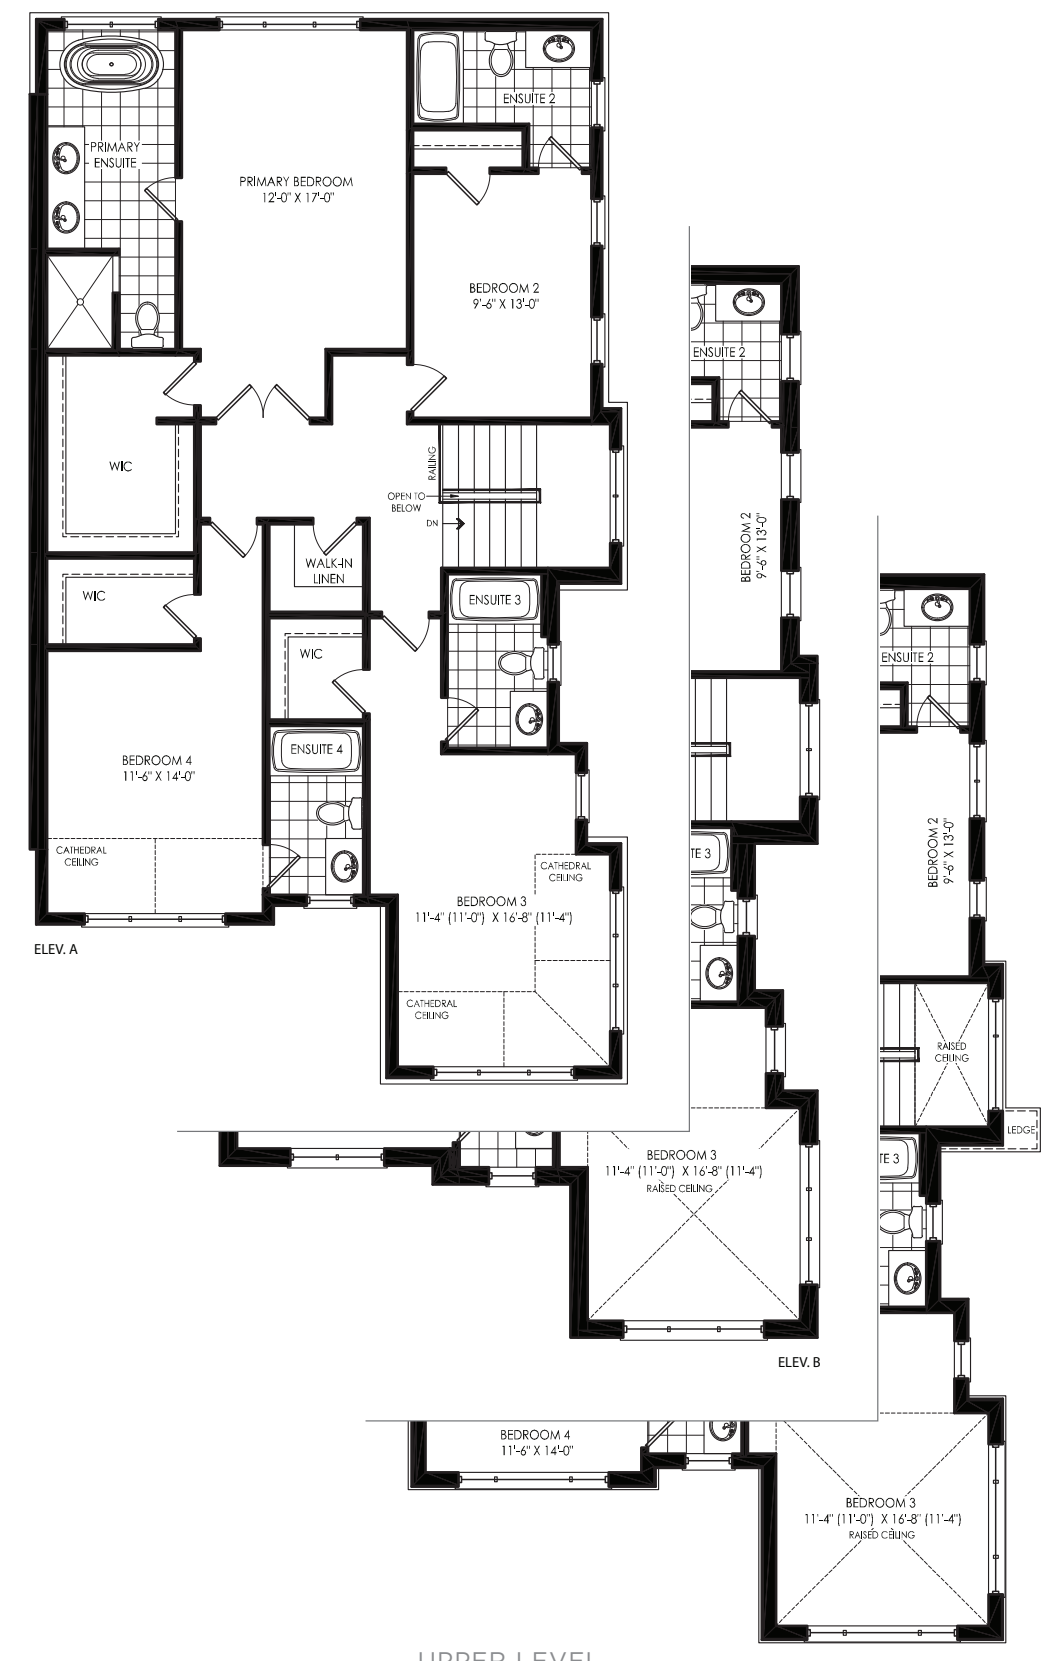 ENSUITE 2
PRIMARY
ENSUITE
PRIMARY BEDROOM
12'-0" X 17'-0"
BEDROOM 2
9'-6" X 13'-0"
WIC
RAILING
OPEN TO
BELOW
DN
WALK-IN
LINEN
WIC
ENSUITE 3
WIC
ENSUITE 4
BEDROOM 4
11'-6" X 14'-0"
CATHEDRAL
CEILING
CATHEDRAL
CEILING
BEDROOM 3
11'-4" (11'-0") X 16'-8" (11'-4")
CATHEDRAL
CEILING
ELEV. A
ENSUITE 2
BEDROOM 2
9'-6" X 13'-0"
TE 3
BEDROOM 3
11'-4" (11'-0") X 16'-8" (11'-4")
RAISED CEILING
ELEV. B
ENSUITE 2
BEDROOM 2
9'-6" X 13'-0"
RAISED
CEILING
LEDGE
TE 3
BEDROOM 4
11'-6" X 14'-0"
BEDROOM 3
11'-4" (11'-0") X 16'-8" (11'-4")
RAISED CEILING
UPPER LEVEL